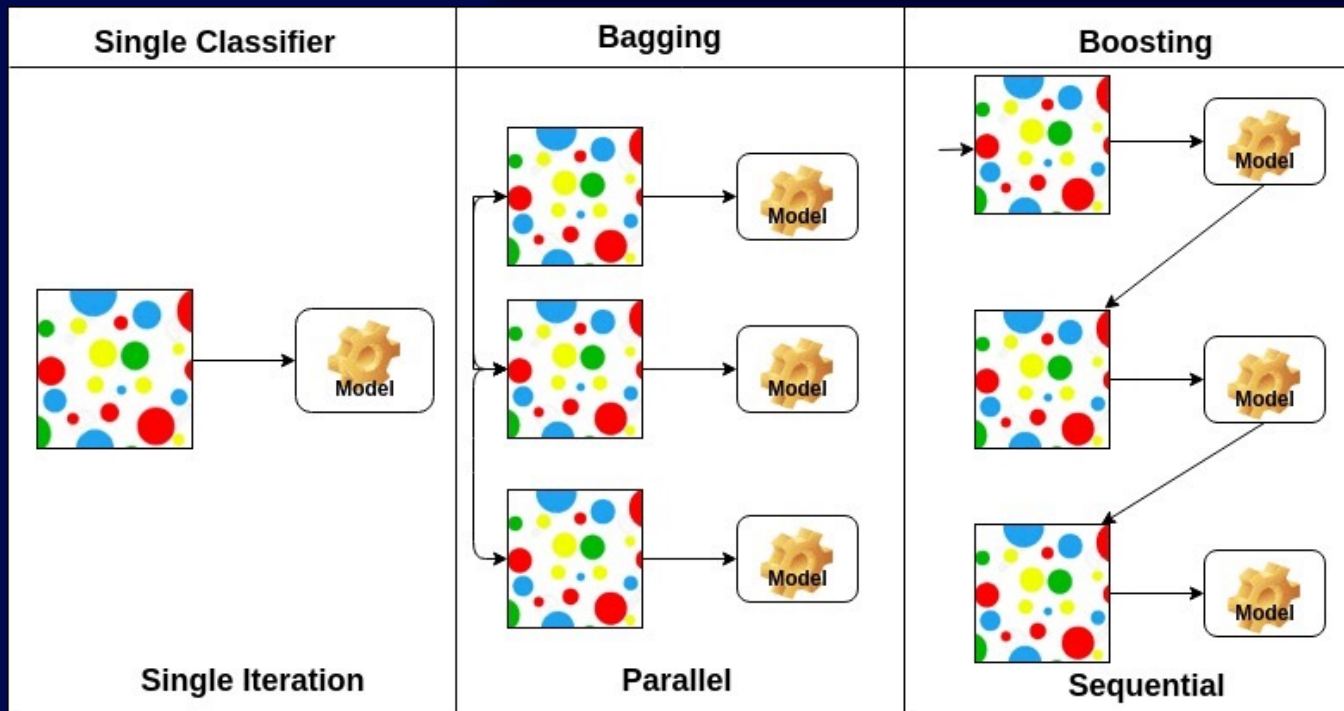 Single Classifier
Model
Single Iteration
Bagging
Model
Model
Model
Parallel
Boosting
Model
Model
Model
Sequential